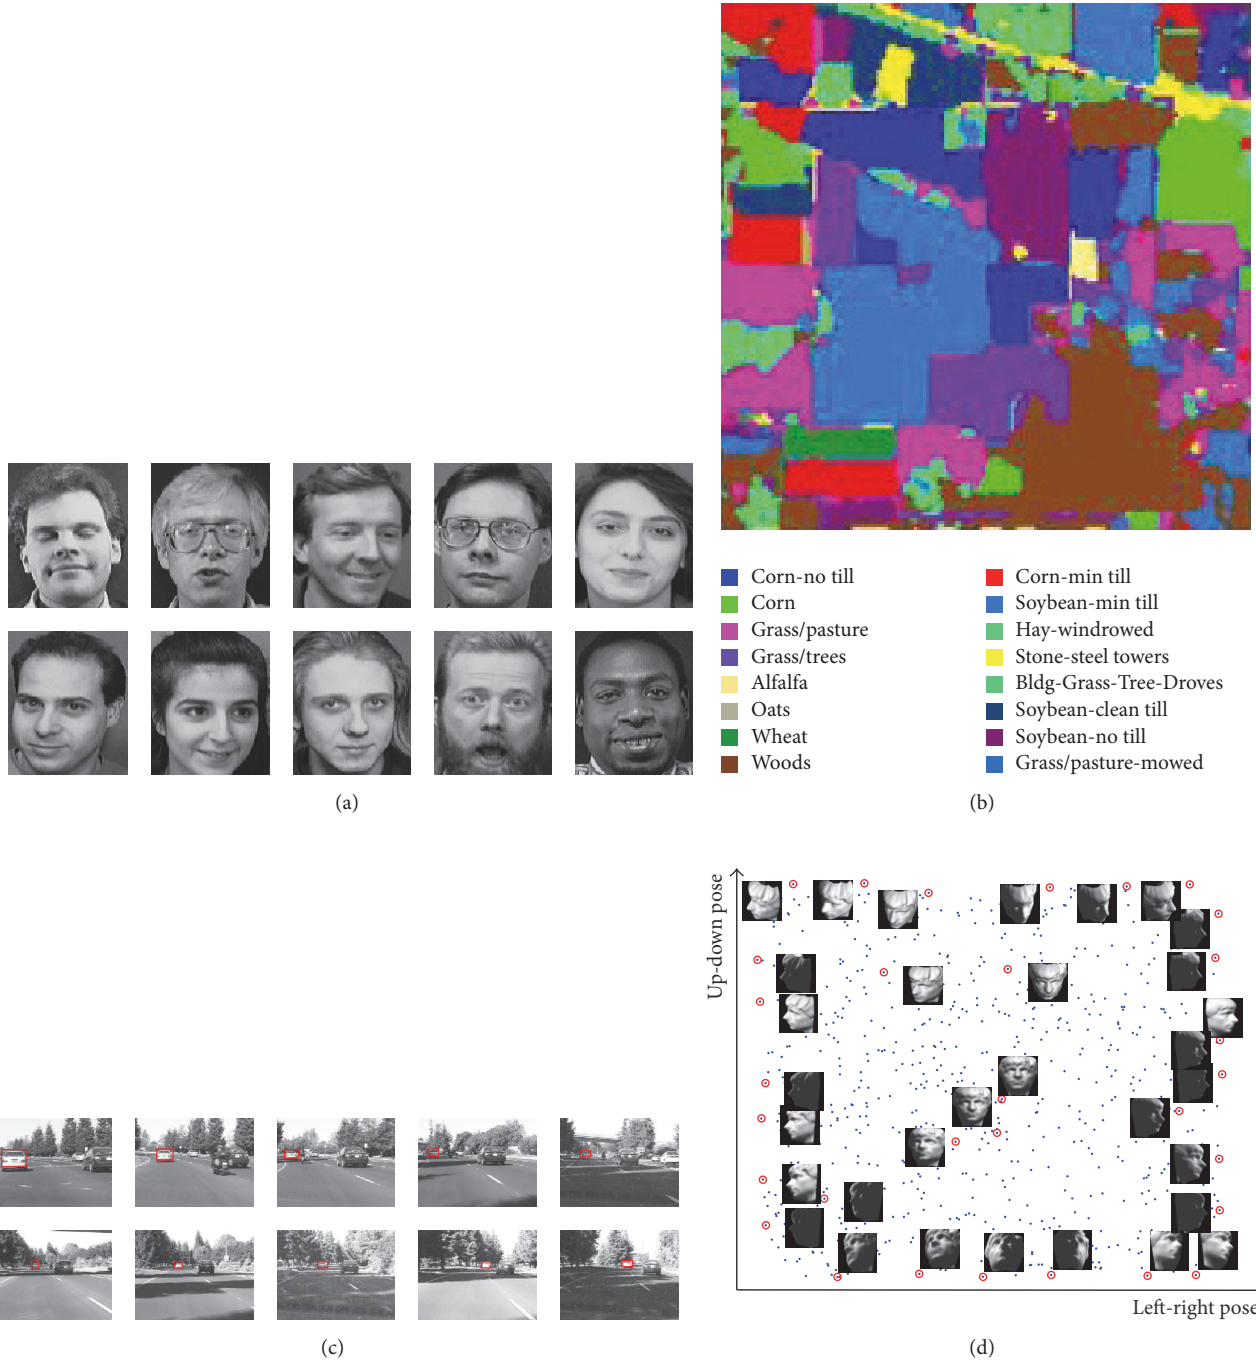 Corn-no till
Corn
Grass/pasture
Grass/trees
Alfalfa
Oats
Wheat
Woods
Corn-min till
Soybean-min till
Hay-windrowed
Stone-steel towers
Bldg-Grass-Tree-Droves
Soybean-clean till
Soybean-no till
Grass/pasture-mowed
(a)
(b)
Up-down pose
Left-right pose
(c)
(d)